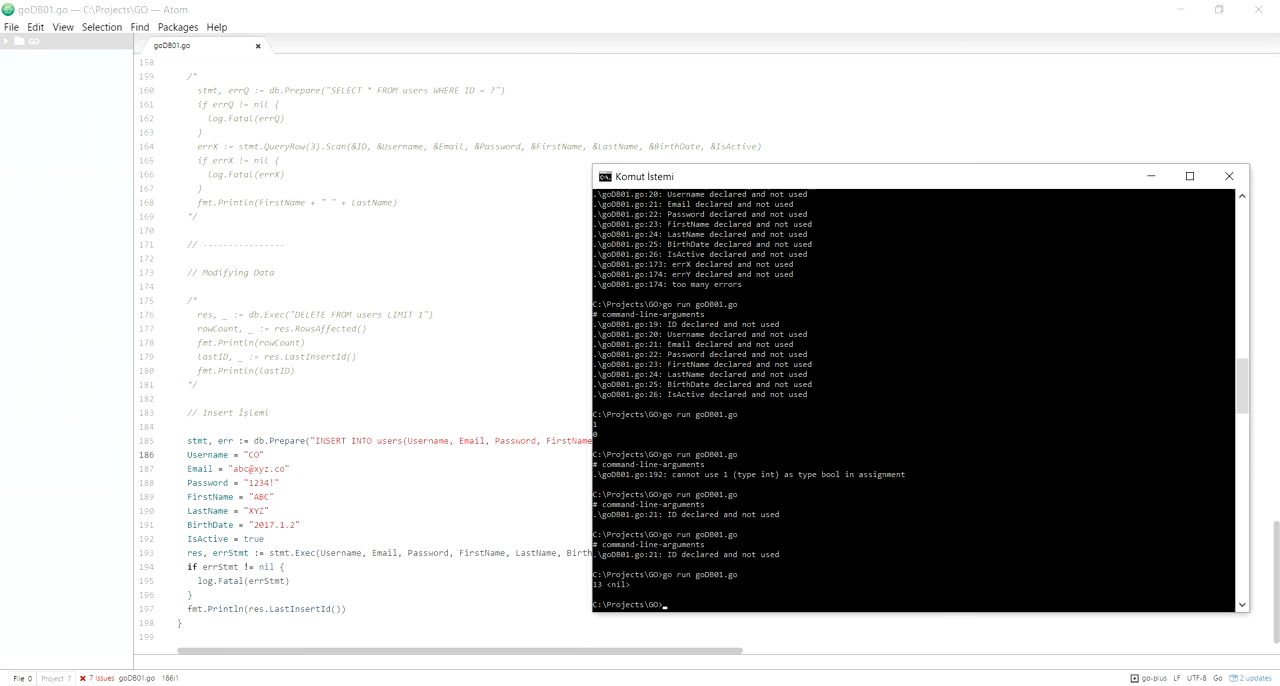 goDB01.go — C:\Projects\GO — Atom
File Edit View Selection Find Packages Help
GO
goDB01.go
158
159 /*
160 stmt, errQ := db.Prepare("SELECT * FROM users WHERE ID = ?")
161 if errQ != nil {
162 log.Fatal(errQ)
163 }
164 errX := stmt.QueryRow(3).Scan(&ID, &Username, &Email, &Password, &FirstName, &LastName, &BirthDate, &IsActive)
165 if errX != nil {
166 log.Fatal(errX)
167 }
168 fmt.Println(FirstName + " " + LastName)
169 */
170
171 // ----------------
172
173 // Modifying Data
174
175 /*
176 res, _ := db.Exec("DELETE FROM users LIMIT 1")
177 rowCount, _ := res.RowsAffected()
178 fmt.Println(rowCount)
179 lastID, _ := res.LastInsertId()
180 fmt.Println(lastID)
181 */
182
183 // Insert İşlemi
184
185 stmt, err := db.Prepare("INSERT INTO users(Username, Email, Password, FirstName
186 Username = "CO"
187 Email = "abc@xyz.co"
188 Password = "1234!"
189 FirstName = "ABC"
190 LastName = "XYZ"
191 BirthDate = "2017.1.2"
192 IsActive = true
193 res, errStmt := stmt.Exec(Username, Email, Password, FirstName, LastName, Birth
194 if errStmt != nil {
195 log.Fatal(errStmt)
196 }
197 fmt.Println(res.LastInsertId())
198 }
199
Komut İstemi
.\goDB01.go:20: Username declared and not used
.\goDB01.go:21: Email declared and not used
.\goDB01.go:22: Password declared and not used
.\goDB01.go:23: FirstName declared and not used
.\goDB01.go:24: LastName declared and not used
.\goDB01.go:25: BirthDate declared and not used
.\goDB01.go:26: IsActive declared and not used
.\goDB01.go:173: errX declared and not used
.\goDB01.go:174: errY declared and not used
.\goDB01.go:174: too many errors
C:\Projects\GO>go run goDB01.go
# command-line-arguments
.\goDB01.go:19: ID declared and not used
.\goDB01.go:20: Username declared and not used
.\goDB01.go:21: Email declared and not used
.\goDB01.go:22: Password declared and not used
.\goDB01.go:23: FirstName declared and not used
.\goDB01.go:24: LastName declared and not used
.\goDB01.go:25: BirthDate declared and not used
.\goDB01.go:26: IsActive declared and not used
C:\Projects\GO>go run goDB01.go
1
0
C:\Projects\GO>go run goDB01.go
# command-line-arguments
.\goDB01.go:192: cannot use 1 (type int) as type bool in assignment
C:\Projects\GO>go run goDB01.go
# command-line-arguments
.\goDB01.go:21: ID declared and not used
C:\Projects\GO>go run goDB01.go
# command-line-arguments
.\goDB01.go:21: ID declared and not used
C:\Projects\GO>go run goDB01.go
13 <nil>
C:\Projects\GO>
File 0 Project 7 7 Issues goDB01.go 186:1 go-plus LF UTF-8 Go 2 updates